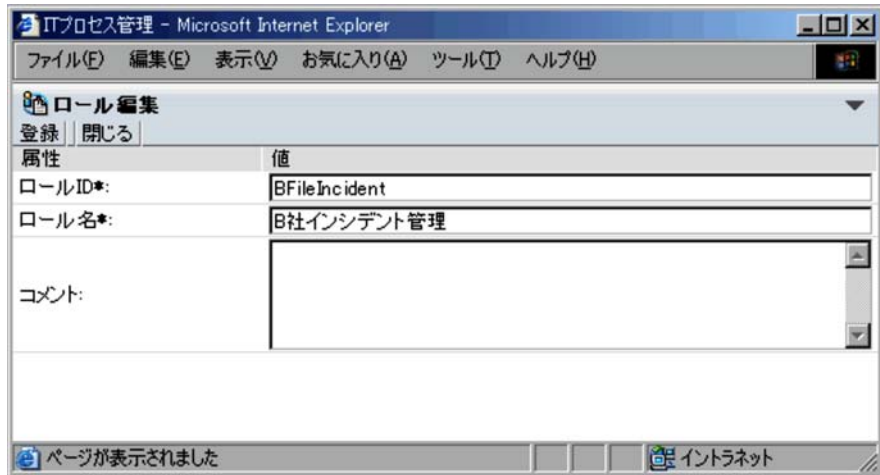 ITプロセス管理 - Microsoft Internet Explorer
ファイル(F) 編集(E) 表示(V) お気に入り(A) ツール(T) ヘルプ(H)
ロール編集
登録 閉じる
属性 値
ロールID*: BFileIncident
ロール名*: B社インシデント管理
コメント:
ページが表示されました イントラネット